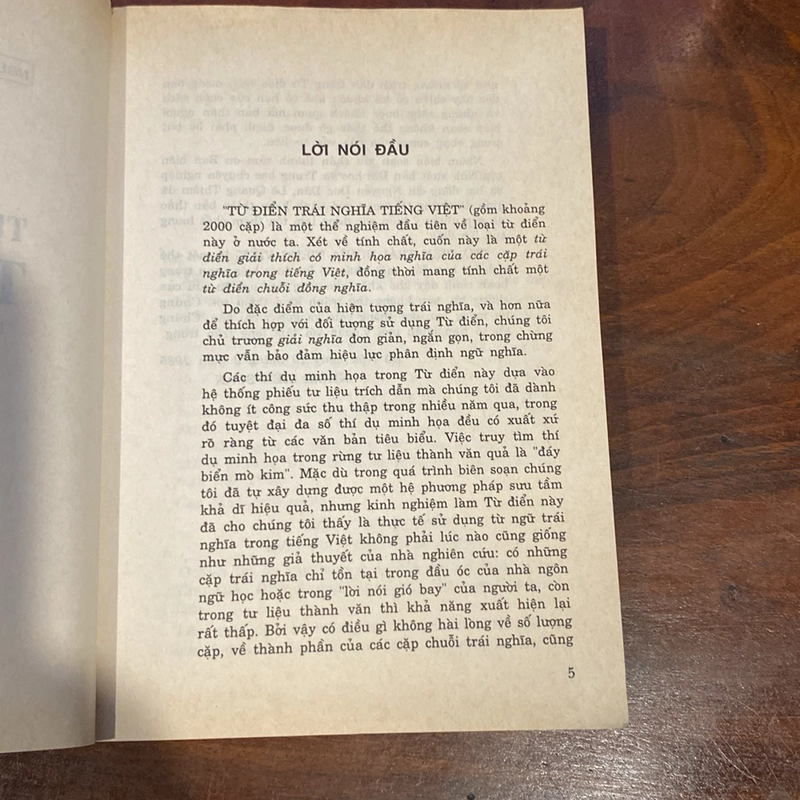 LỜI NÓI ĐẦU
"TỪ ĐIỂN TRÁI NGHĨA TIẾNG VIỆT" (gồm khoảng
2000 cặp) là một thể nghiệm đầu tiên về loại từ điển
này ở nước ta. Xét về tính chất, cuốn này là một từ
điển giải thích có minh họa nghĩa của các cặp trái
nghĩa trong tiếng Việt, đồng thời mang tính chất một
từ điển chuỗi đồng nghĩa.
Do đặc điểm của hiện tượng trái nghĩa, và hơn nữa
để thích hợp với đối tượng sử dụng Từ điển, chúng tôi
chủ trương giải nghĩa đơn giản, ngắn gọn, trong chừng
mực vẫn bảo đảm hiệu lực phân định ngữ nghĩa.
Các thí dụ minh họa trong Từ điển này dựa vào
hệ thống phiếu tư liệu trích dẫn mà chúng tôi đã dành
không ít công sức thu thập trong nhiều năm qua, trong
đó tuyệt đại đa số thí dụ minh họa đều có xuất xứ
rõ ràng từ các văn bản tiêu biểu. Việc truy tìm thí
dụ minh họa trong rừng tư liệu thành văn quả là "đáy
biển mò kim". Mặc dù trong quá trình biên soạn chúng
tôi đã tự xây dựng được một hệ phương pháp sưu tầm
khả dĩ hiệu quả, nhưng kinh nghiệm làm Từ điển này
đã cho chúng tôi thấy là thực tế sử dụng từ ngữ trái
nghĩa trong tiếng Việt không phải lúc nào cũng giống
như những giả thuyết của nhà nghiên cứu: có những
cặp trái nghĩa chỉ tồn tại trong đầu óc của nhà ngôn
ngữ học hoặc trong "lời nói gió bay" của người ta, còn
trong tư liệu thành văn thì khả năng xuất hiện lại
rất thấp. Bởi vậy có điều gì không hài lòng về số lượng
cặp, về thành phần của các cặp chuỗi trái nghĩa, cũng
5